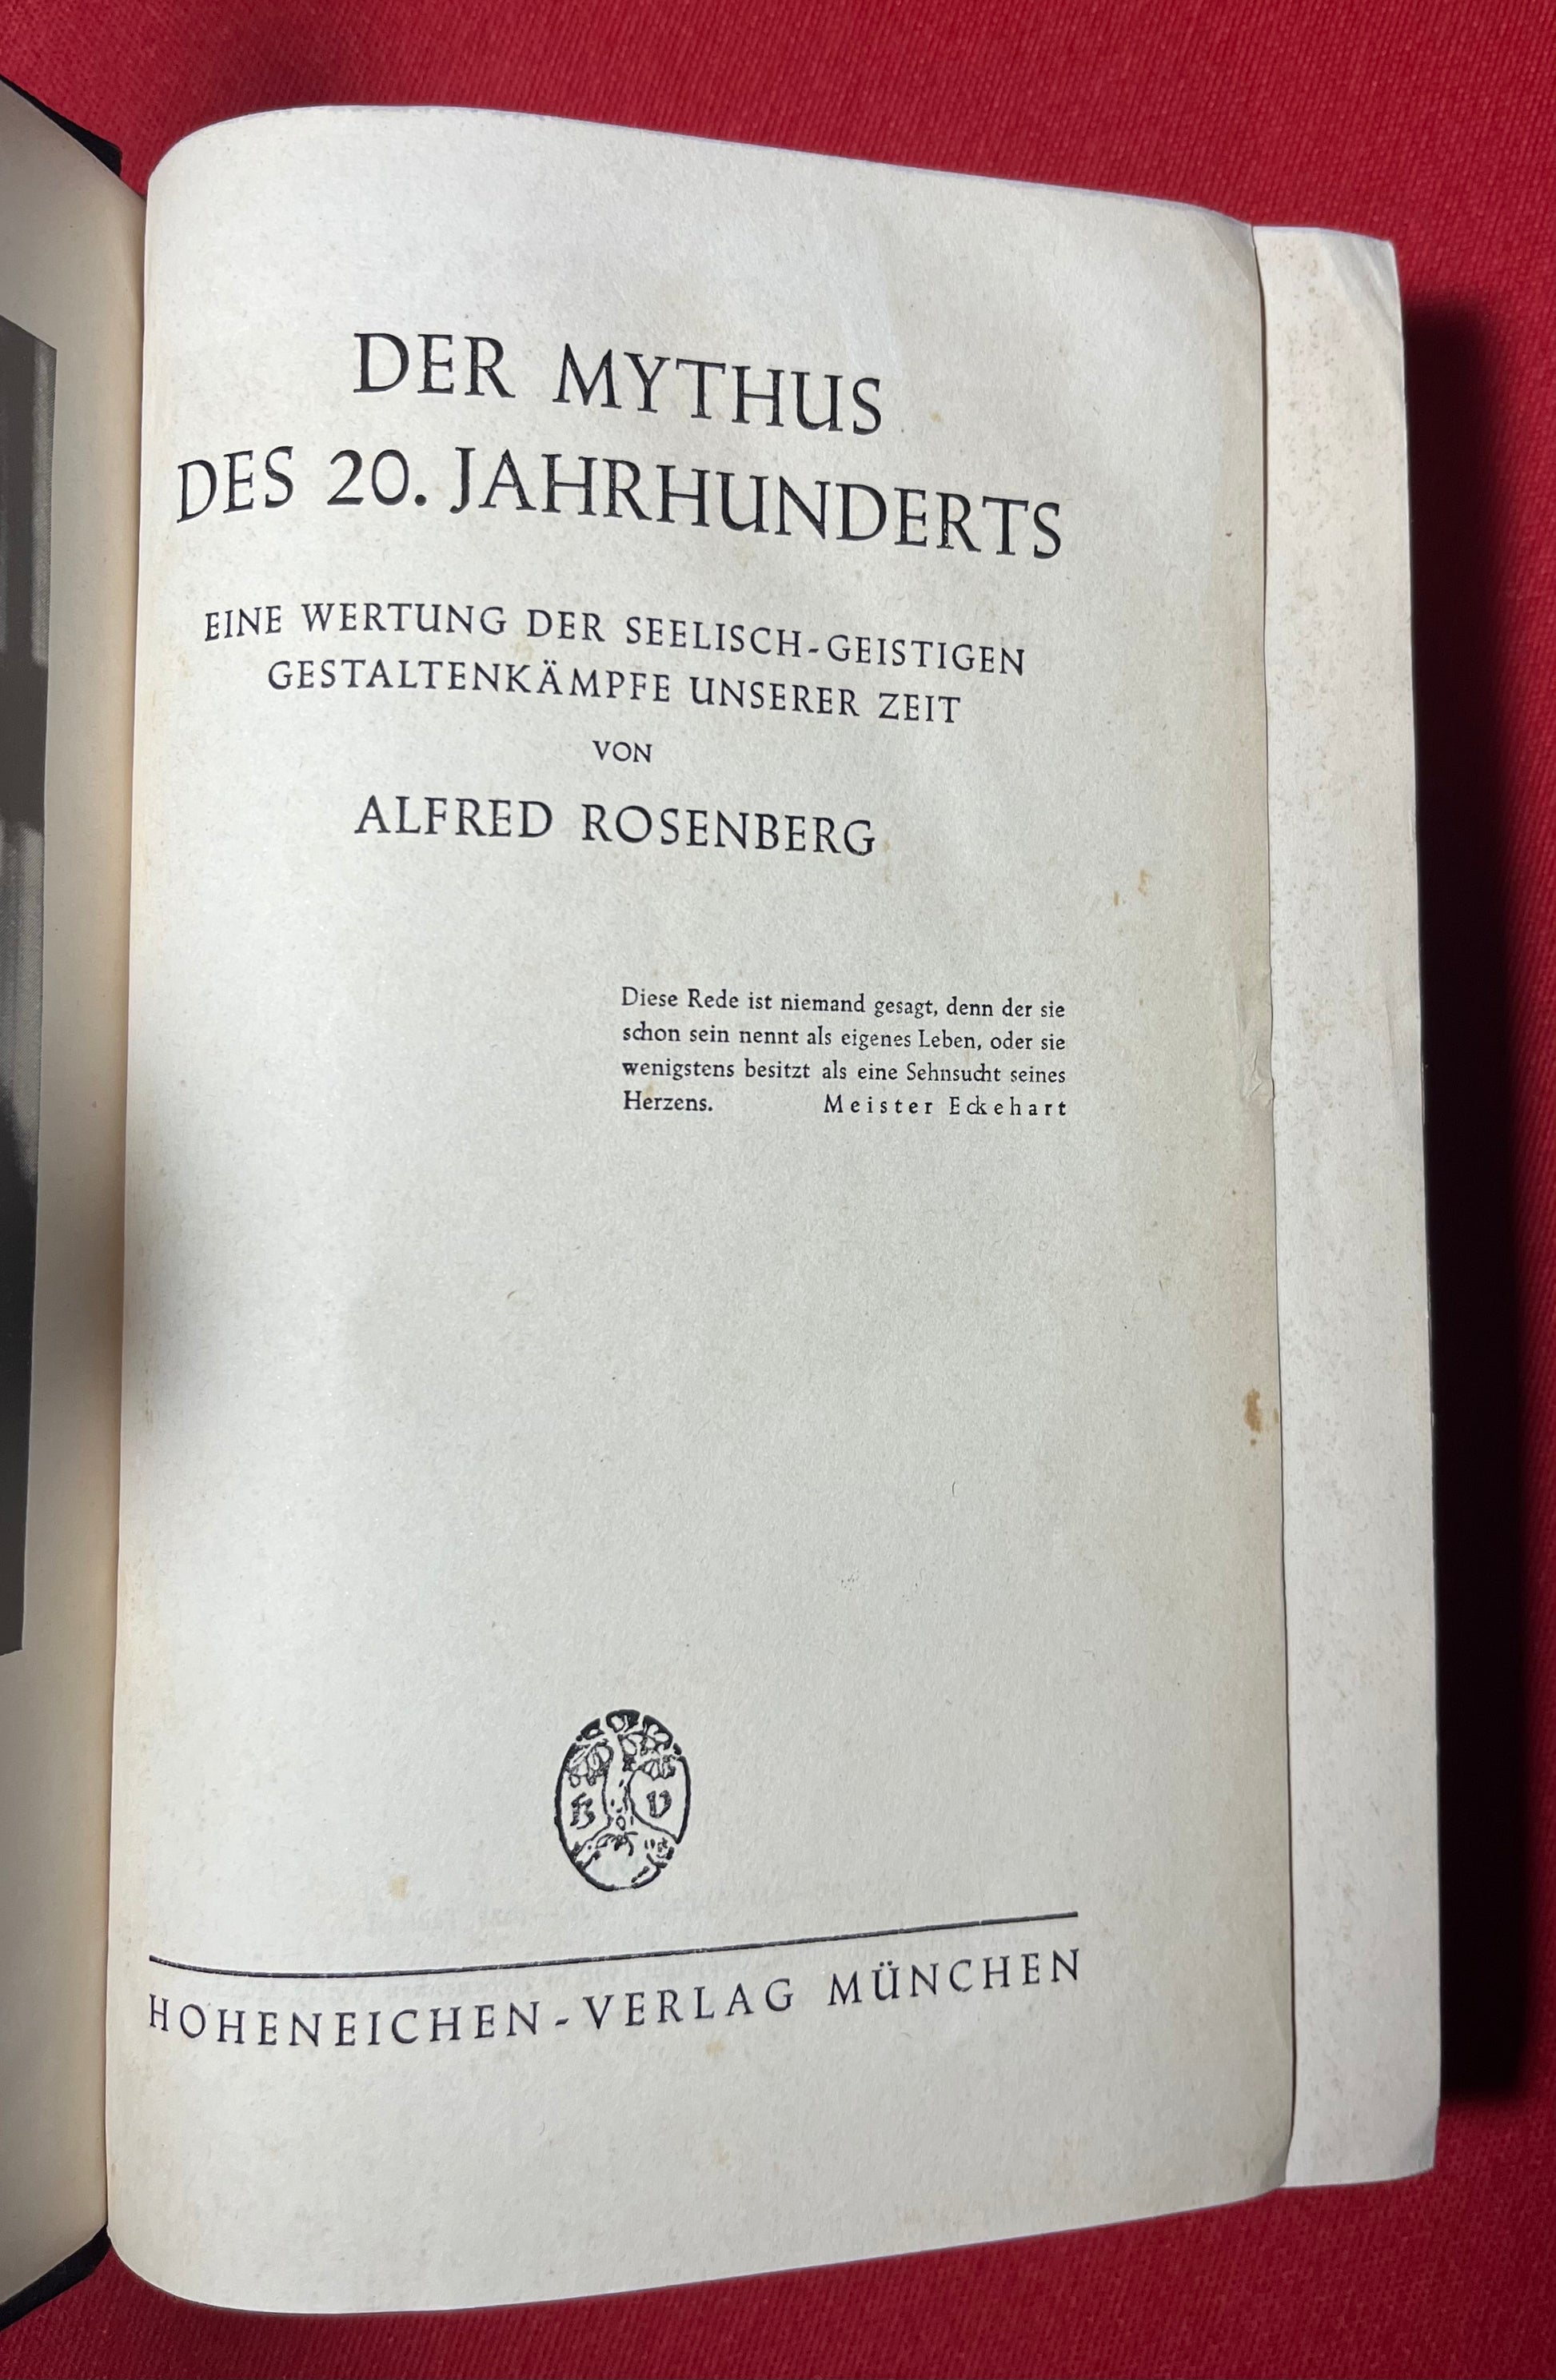 DER MYTHUS
DES 20. JAHRHUNDERTS
EINE WERTUNG DER SEELISCH-GEISTIGEN
GESTALTENKÄMPFE UNSERER ZEIT
VON
ALFRED ROSENBERG
Diese Rede ist niemand gesagt, denn der sie
schon sein nennt als eigenes Leben, oder sie
wenigstens besitzt als eine Sehnsucht seines
Herzens. Meister Eckehart
H V
HOHENEICHEN-VERLAG MÜNCHEN